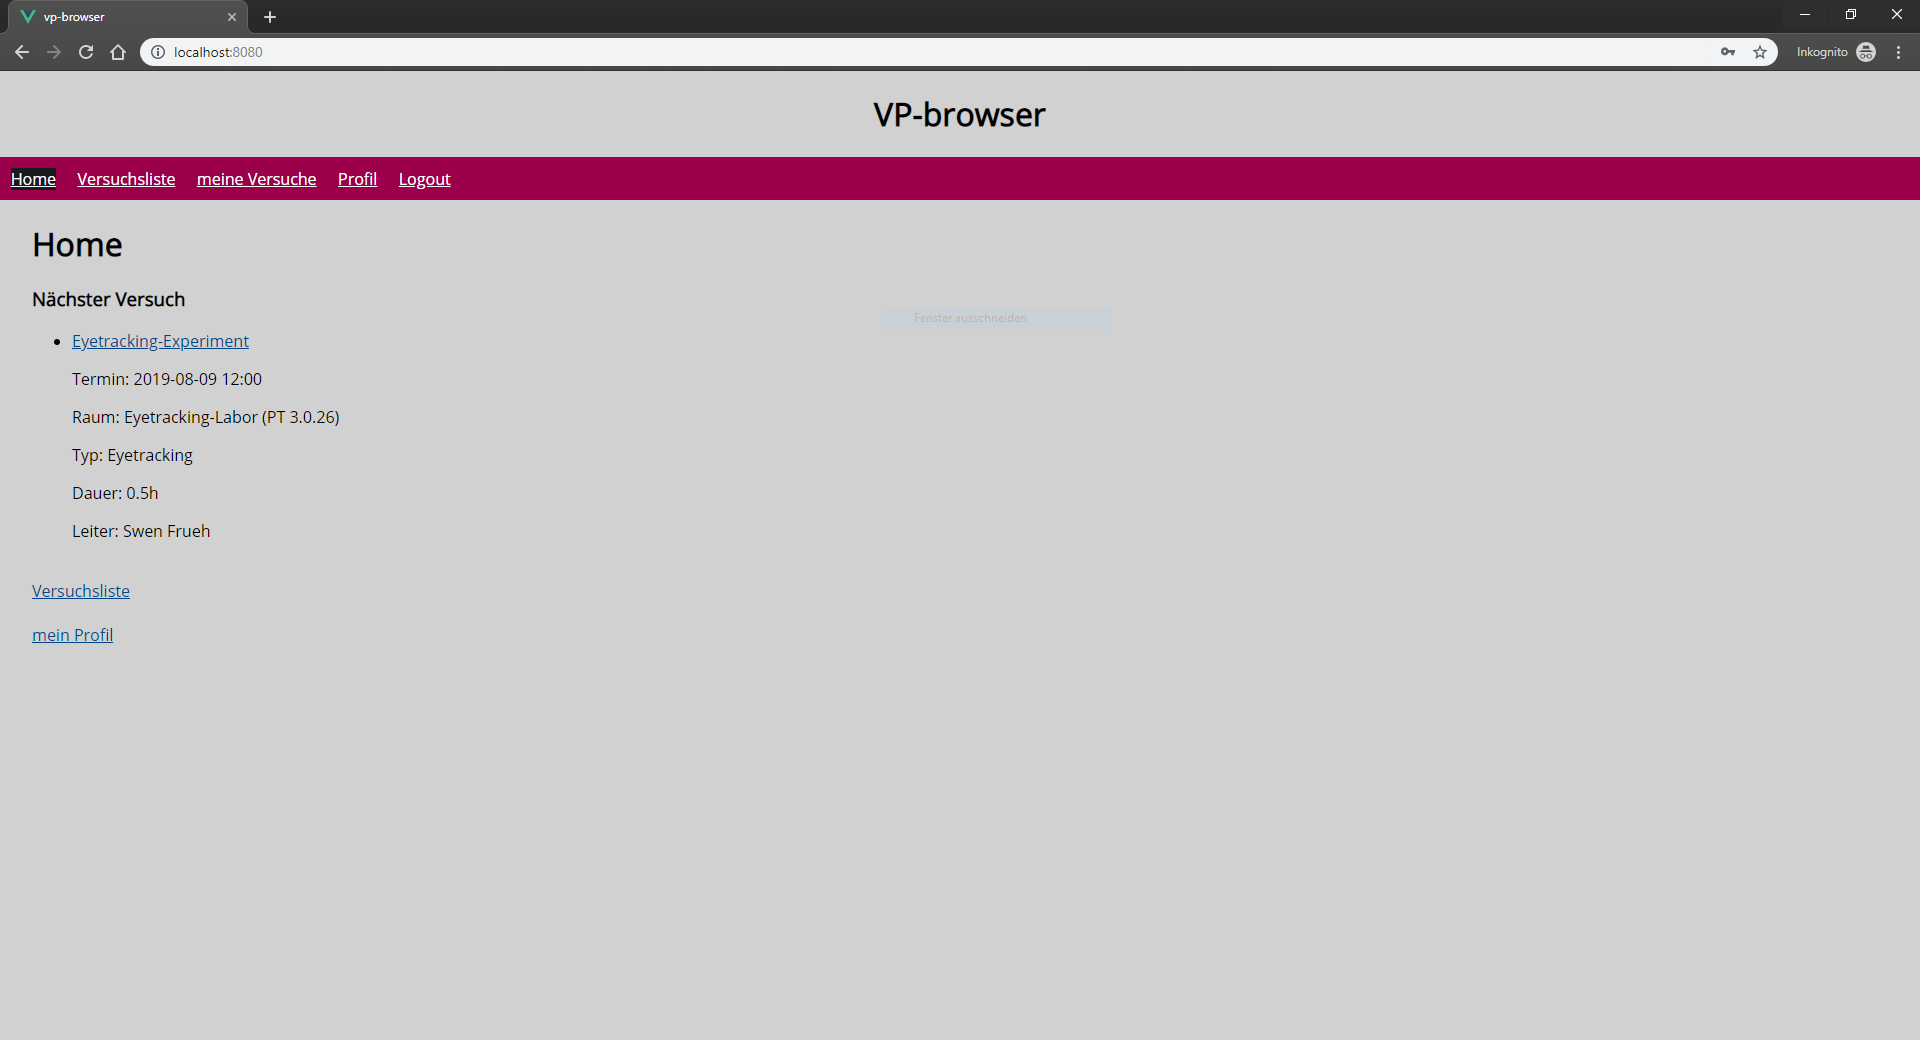 vp-browser
localhost:8080
Inkognito
VP-browser
Home Versuchsliste meine Versuche Profil Logout
Home
Nächster Versuch
Fenster ausschneiden
Eyetracking-Experiment
Termin: 2019-08-09 12:00
Raum: Eyetracking-Labor (PT 3.0.26)
Typ: Eyetracking
Dauer: 0.5h
Leiter: Swen Frueh
Versuchsliste
mein Profil